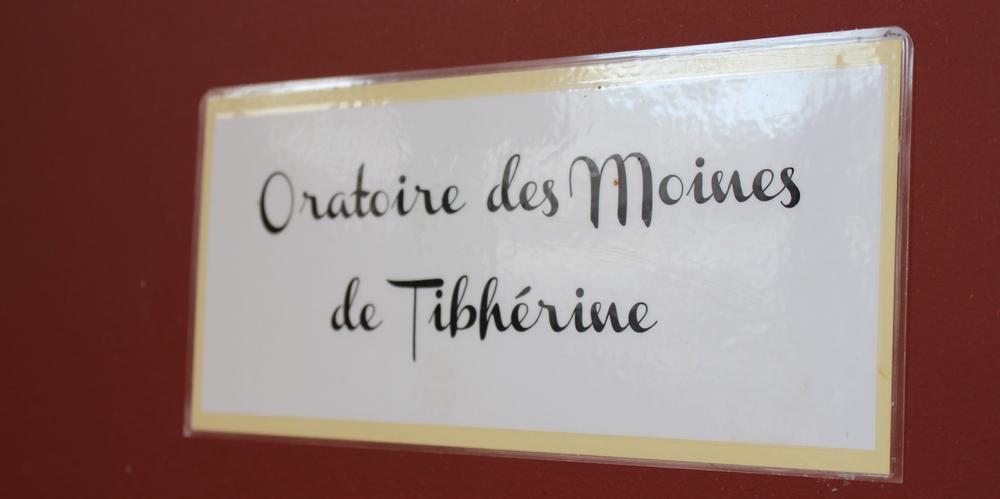 Oratoire des Moines
de Tibhérine